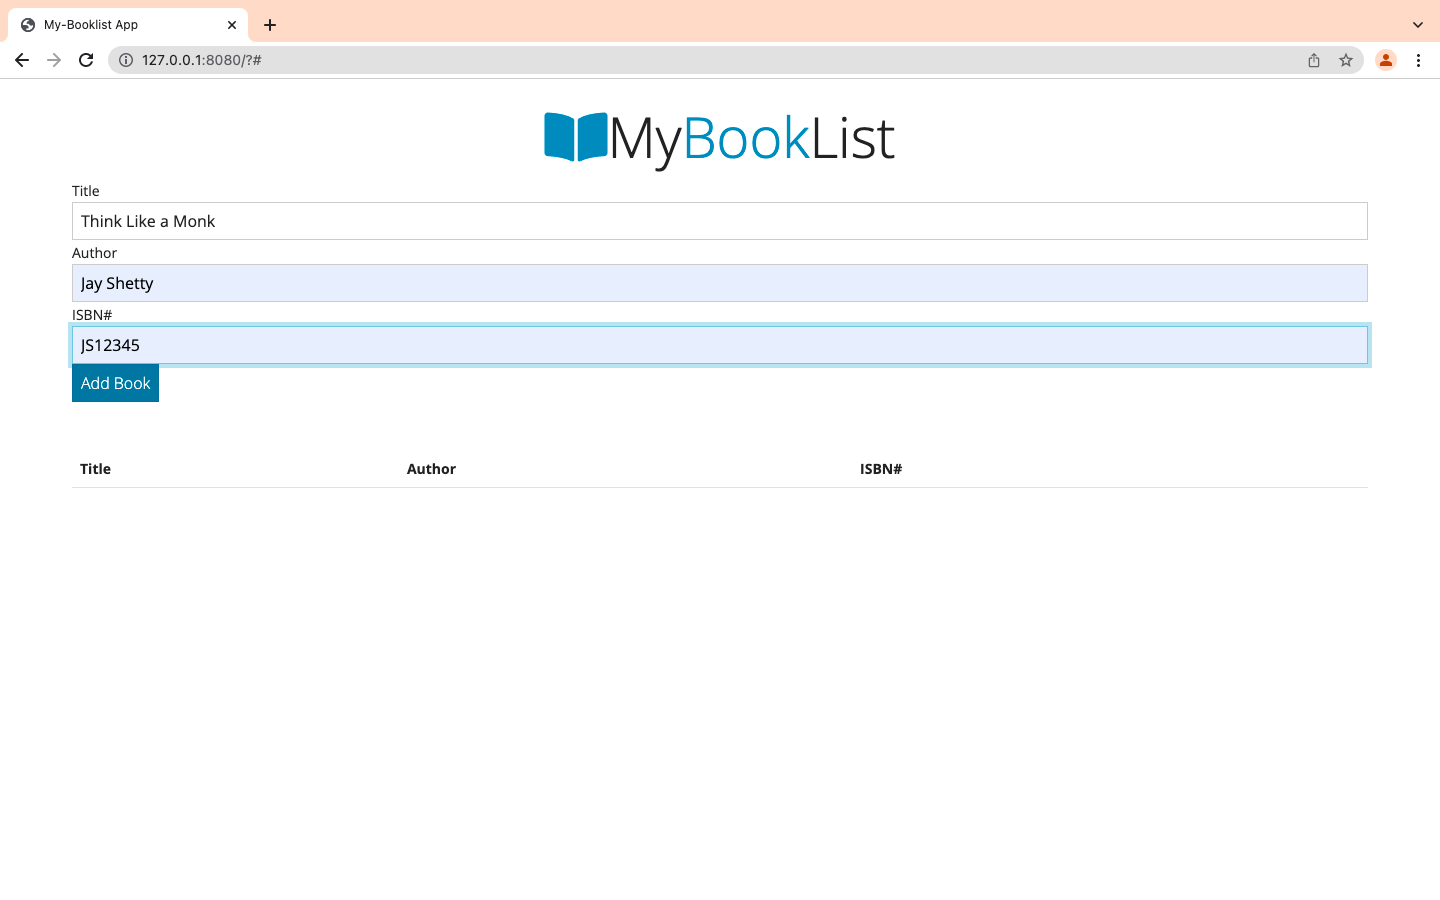 My-Booklist App
127.0.0.1:8080/?#
MyBookList
Title
Think Like a Monk
Author
Jay Shetty
ISBN#
JS12345
Add Book
Title Author ISBN#